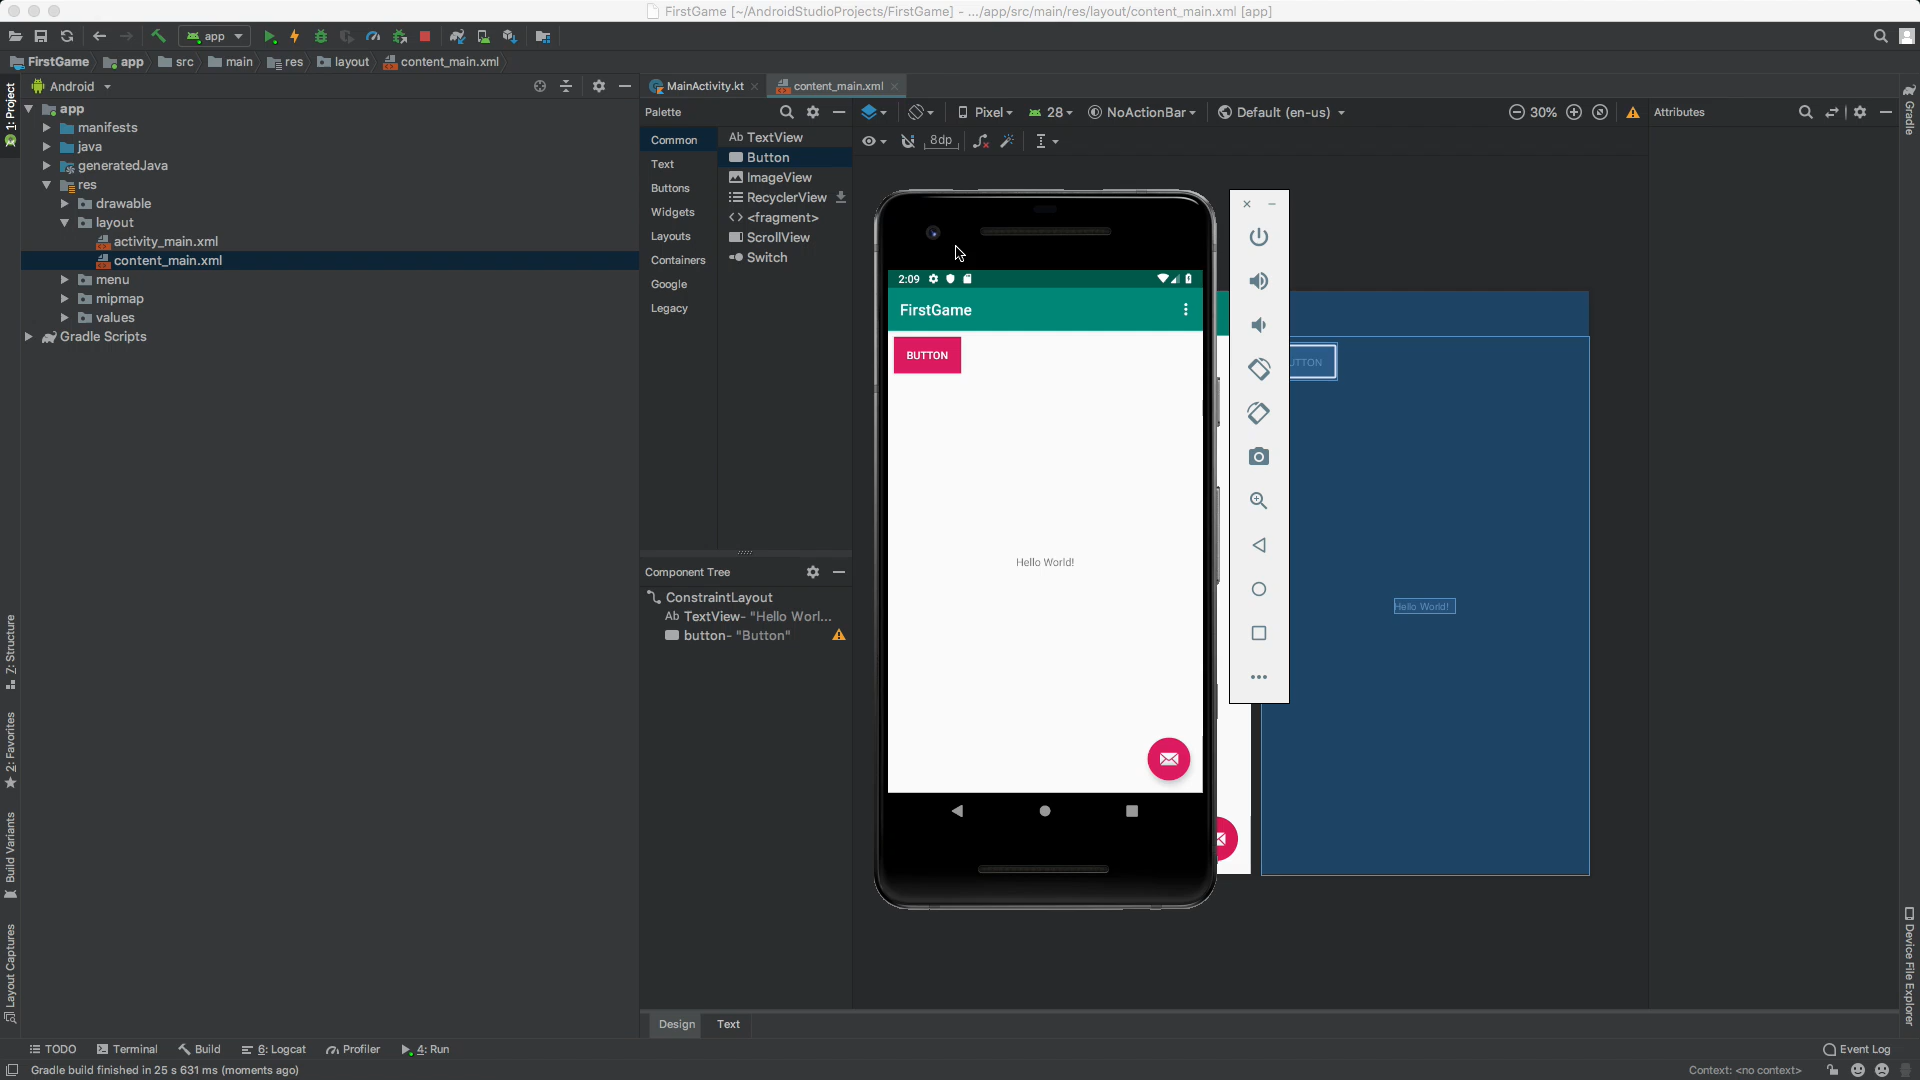 FirstGame [~/AndroidStudioProjects/FirstGame] - .../app/src/main/res/layout/content_main.xml [app]
app
FirstGame app src main res layout content_main.xml
1: Project
Android
app
manifests
java
generatedJava
res
drawable
layout
activity_main.xml
content_main.xml
menu
mipmap
values
Gradle Scripts
Z: Structure
2: Favorites
Build Variants
Layout Captures
MainActivity.kt content_main.xml
Palette
Common
Text
Buttons
Widgets
Layouts
Containers
Google
Legacy
Ab TextView
Button
ImageView
RecyclerView
<fragment>
ScrollView
Switch
Component Tree
ConstraintLayout
Ab TextView- "Hello Worl...
button- "Button"
Pixel 28 NoActionBar Default (en-us) 30%
8dp
2:09
FirstGame
BUTTON
Hello World!
UTTON
Hello World!
Attributes
Gradle
Device File Explorer
Design Text
TODO Terminal Build 6: Logcat Profiler 4: Run Event Log
Gradle build finished in 25 s 631 ms (moments ago) Context: <no context>